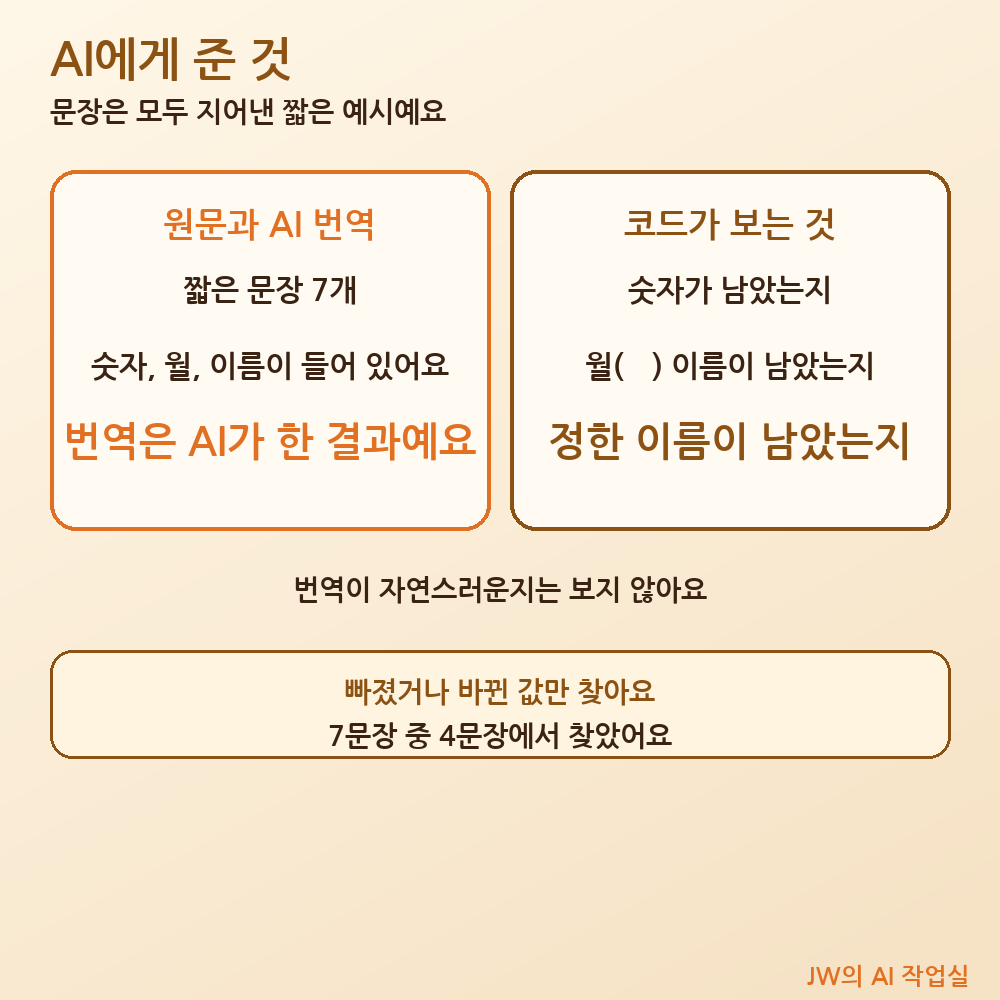 AI에게 준 것
문장은 모두 지어낸 짧은 예시예요
원문과 AI 번역
짧은 문장 7개
숫자, 월, 이름이 들어 있어요
번역은 AI가 한 결과예요
코드가 보는 것
숫자가 남았는지
월( ) 이름이 남았는지
정한 이름이 남았는지
번역이 자연스러운지는 보지 않아요
빠졌거나 바뀐 값만 찾아요
7문장 중 4문장에서 찾았어요
JW의 AI 작업실